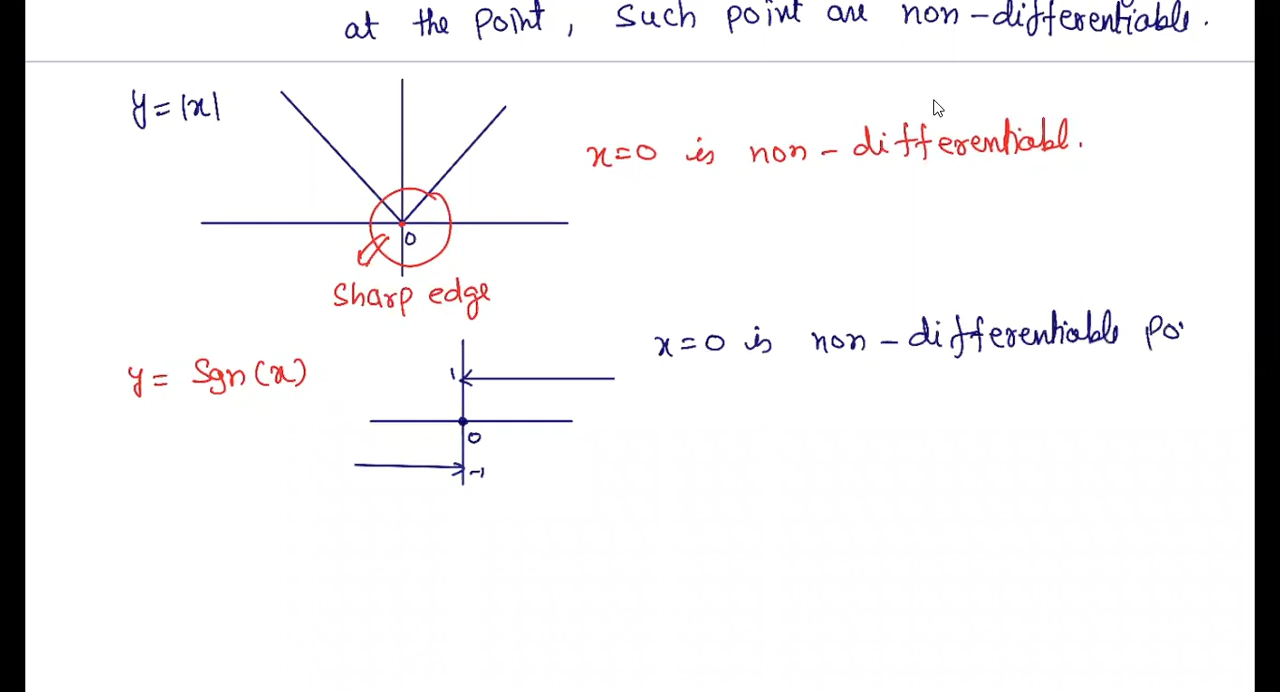 at the point, such point are non-differentiable.
y=|x|
x=0 is non-differentiabl.
0
Sharp edge
x=0 is non-differentiable po
y= Sgn(x)
1
0
-1